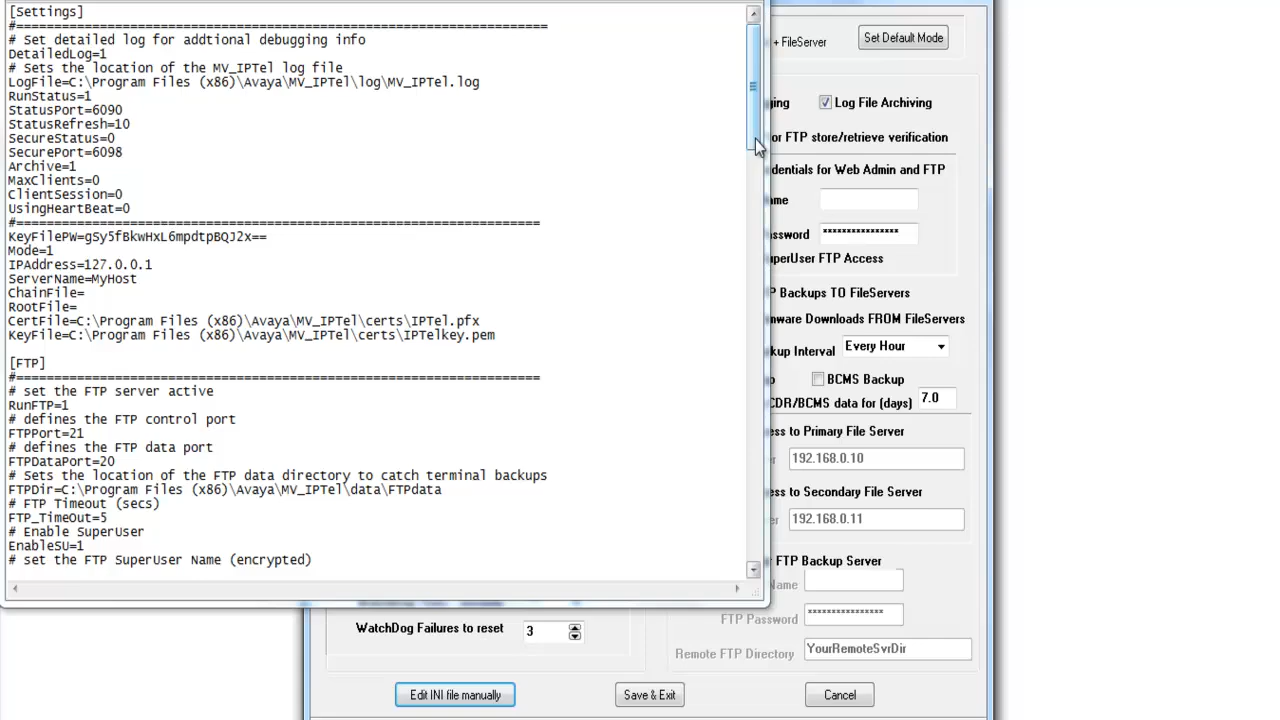 [Settings]
#=====================================================================
# Set detailed log for addtional debugging info
DetailedLog=1
# Sets the location of the MV_IPTel log file
LogFile=C:\Program Files (x86)\Avaya\MV_IPTel\log\MV_IPTel.log
RunStatus=1
StatusPort=6090
StatusRefresh=10
SecureStatus=0
SecurePort=6098
Archive=1
MaxClients=0
ClientSession=0
UsingHeartBeat=0
#====================================================================
KeyFilePW=gSy5fBkwHxL6mpdtpBQJ2x==
Mode=1
IPAddress=127.0.0.1
ServerName=MyHost
ChainFile=
RootFile=
CertFile=C:\Program Files (x86)\Avaya\MV_IPTel\certs\IPTel.pfx
KeyFile=C:\Program Files (x86)\Avaya\MV_IPTel\certs\IPTelkey.pem
[FTP]
#====================================================================
# set the FTP server active
RunFTP=1
# defines the FTP control port
FTPPort=21
# defines the FTP data port
FTPDataPort=20
# Sets the location of the FTP data directory to catch terminal backups
FTPDir=C:\Program Files (x86)\Avaya\MV_IPTel\data\FTPdata
# FTP Timeout (secs)
FTP_TimeOut=5
# Enable SuperUser
EnableSU=1
# set the FTP SuperUser Name (encrypted)
+ FileServer Set Default Mode
ging Log File Archiving
or FTP store/retrieve verification
dentials for Web Admin and FTP
ame
assword ****************
uperUser FTP Access
P Backups TO FileServers
mware Downloads FROM FileServers
kup Interval Every Hour
p BCMS Backup
CDR/BCMS data for (days) 7.0
ess to Primary File Server
er 192.168.0.10
ess to Secondary File Server
er 192.168.0.11
r FTP Backup Server
Name
FTP Password ****************
Remote FTP Directory YourRemoteSvrDir
WatchDog Failures to reset 3
Edit INI file manually Save & Exit Cancel